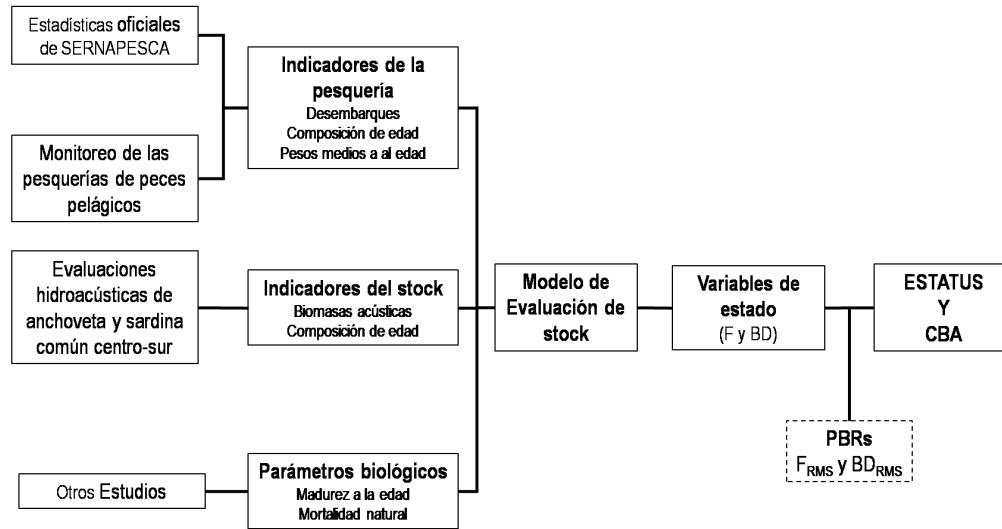 Estadísticas oficiales
de SERNAPESCA
Monitoreo de las
pesquerías de peces
pelágicos
Evaluaciones
hidroacústicas de
anchoveta y sardina
común centro-sur
Otros Estudios
Indicadores de la
pesquería
Desembarques
Composición de edad
Pesos medios a al edad
Indicadores del stock
Biomasas acústicas
Composición de edad
Parámetros biológicos
Madurez a la edad
Mortalidad natural
Modelo de
Evaluación de
stock
Variables de
estado
(F y BD)
ESTATUS
Y
CBA
PBRs
FRMS y BDRMS